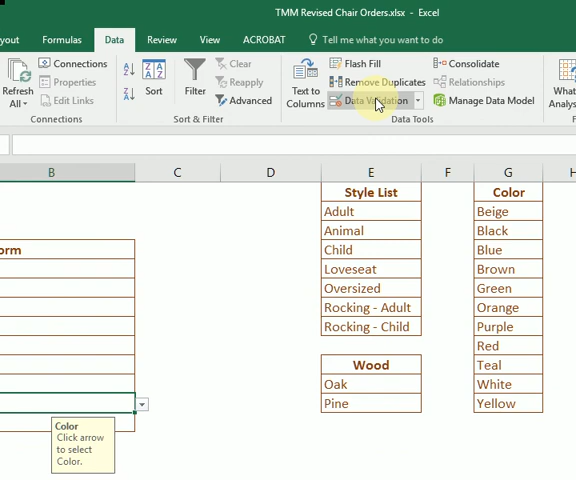 TMM Revised Chair Orders.xlsx - Excel
yout Formulas Data Review View ACROBAT Tell me what you want to do
Refresh All
Connections
Properties
Edit Links
Connections
Sort
Filter
Clear
Reapply
Advanced
Sort & Filter
Text to Columns
Flash Fill
Remove Duplicates
Data Validation
Consolidate
Relationships
Manage Data Model
Data Tools
What-
Analys
F
B C D E F G H
Style List Color
Adult Beige
Animal Black
orm Child Blue
Loveseat Brown
Oversized Green
Rocking - Adult Orange
Rocking - Child Purple
Red
Wood Teal
Oak White
Pine Yellow
Color
Click arrow
to select
Color.